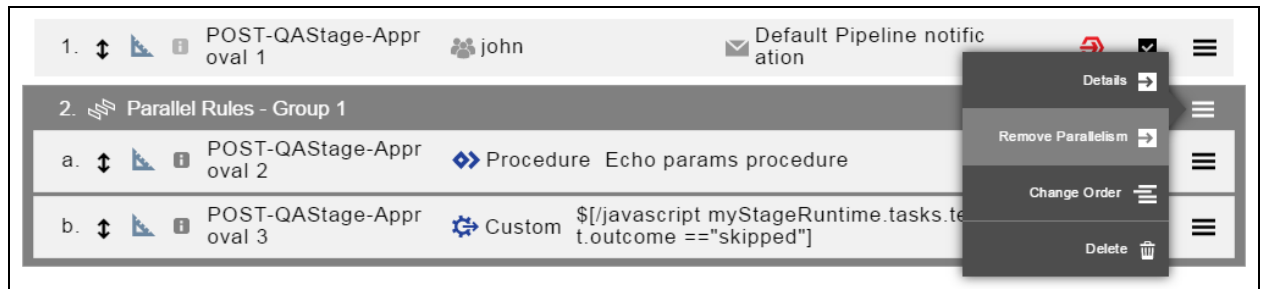 1. POST-QAStage-Appr
oval 1 john Default Pipeline notific
ation
Details
2. Parallel Rules - Group 1
Remove Parallelism
a. POST-QAStage-Appr
oval 2 Procedure Echo params procedure
Change Order
b. POST-QAStage-Appr
oval 3 Custom $[/javascript myStageRuntime.tasks.te
t.outcome =="skipped"]
Delete